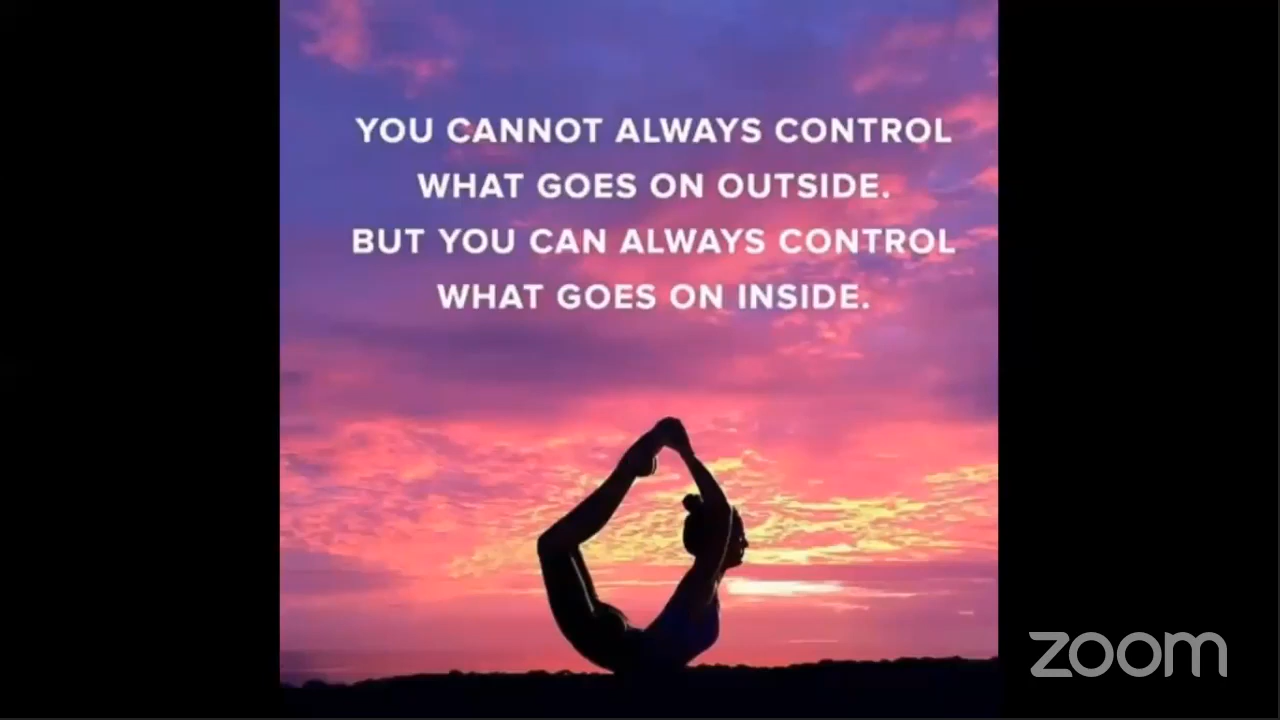 YOU CANNOT ALWAYS CONTROL
WHAT GOES ON OUTSIDE.
BUT YOU CAN ALWAYS CONTROL
WHAT GOES ON INSIDE.
zoom